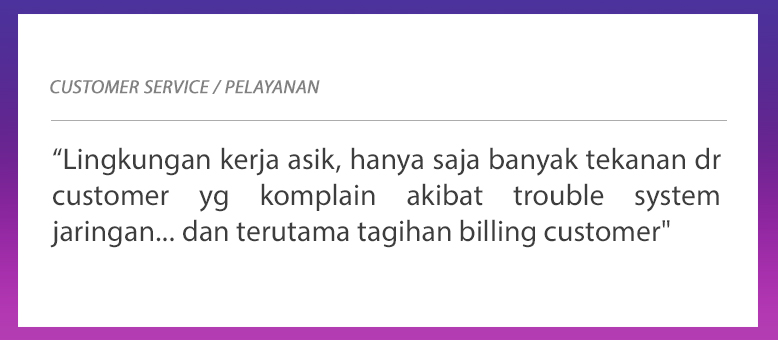 CUSTOMER SERVICE / PELAYANAN
“Lingkungan kerja asik, hanya saja banyak tekanan dr
customer yg komplain akibat trouble system
jaringan... dan terutama tagihan billing customer"